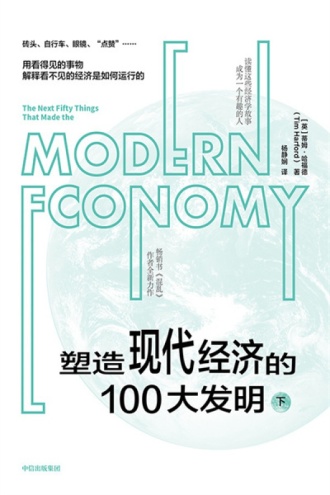 砖头、自行车、眼镜、“点赞”……
用看得见的事物
解释看不见的经济是如何运行的
The Next Fifty Things
That Made the
MODERN
ECONOMY
读懂这些经济学故事
成为一个有趣的人
[英]蒂姆·哈福德
(Tim Harford) 著
杨静娴 译
畅销书《混乱》
作者全新力作
塑造现代经济的
100大发明 下
中信出版集团